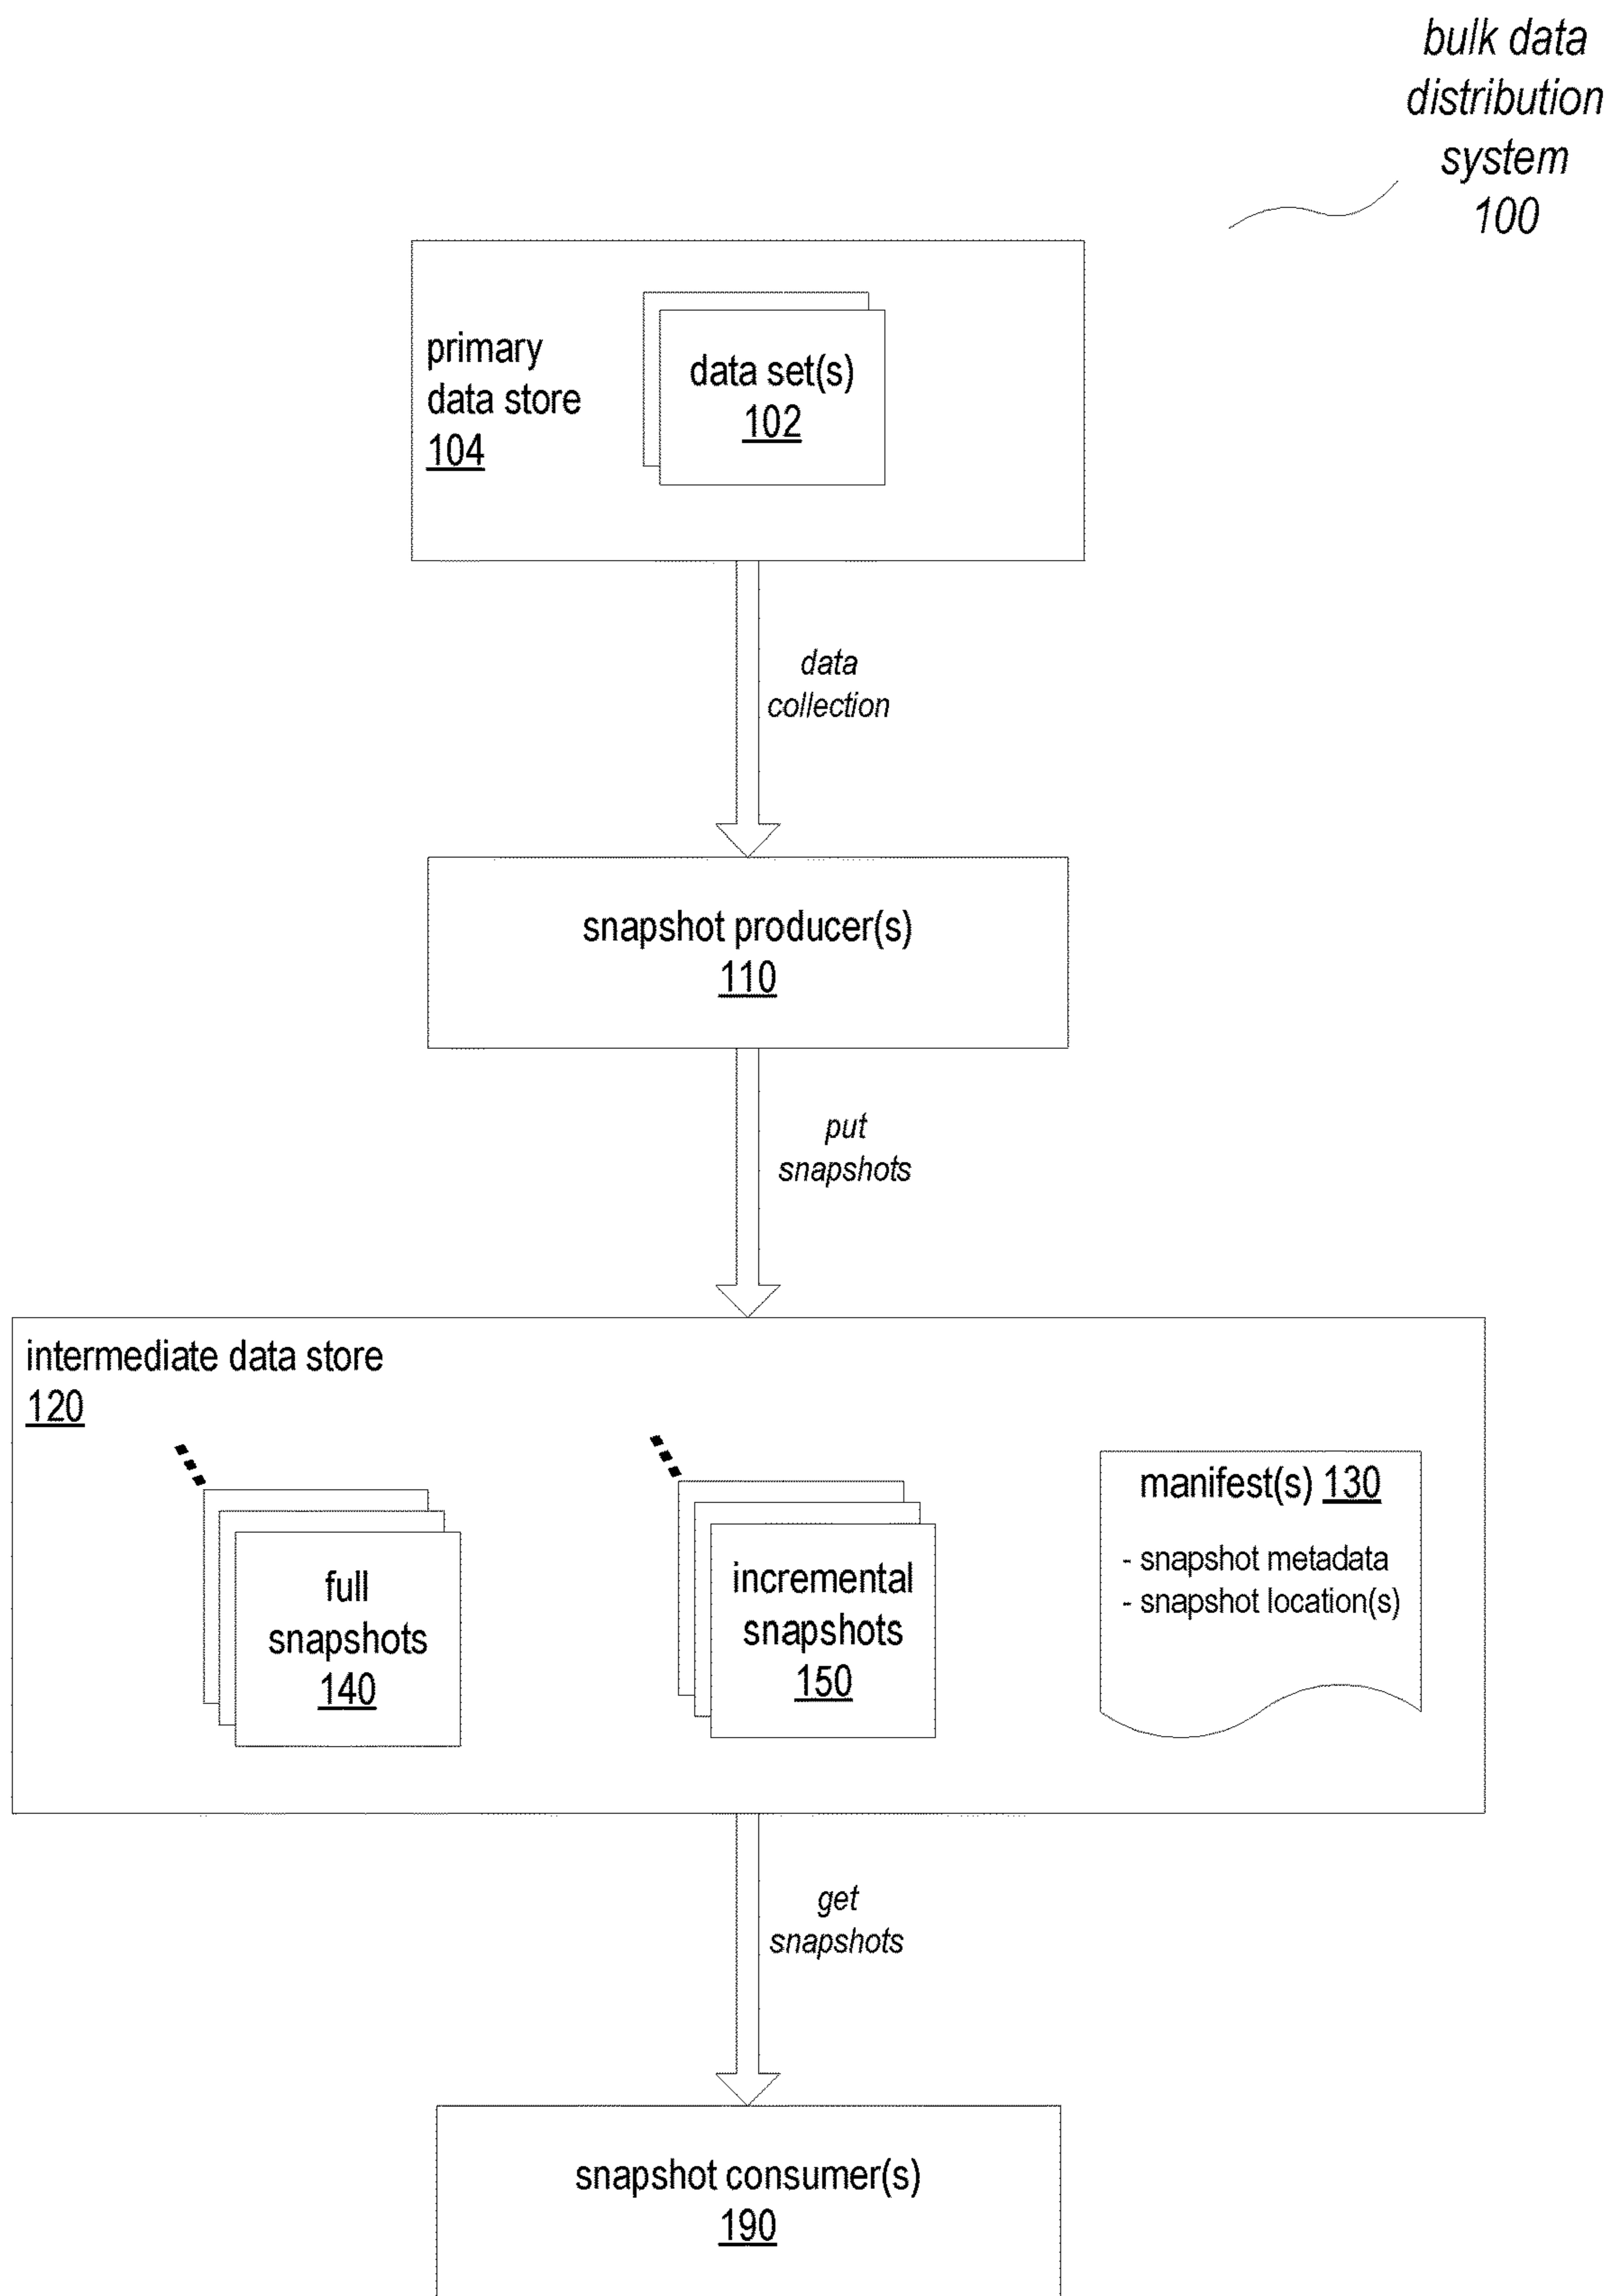 bulk data
distribution
system
100
primary
data store
104
data set(s)
102
data
collection
snapshot producer(s)
110
put
snapshots
intermediate data store
120
full
snapshots
140
incremental
snapshots
150
manifest(s) 130
- snapshot metadata
- snapshot location(s)
get
snapshots
snapshot consumer(s)
190